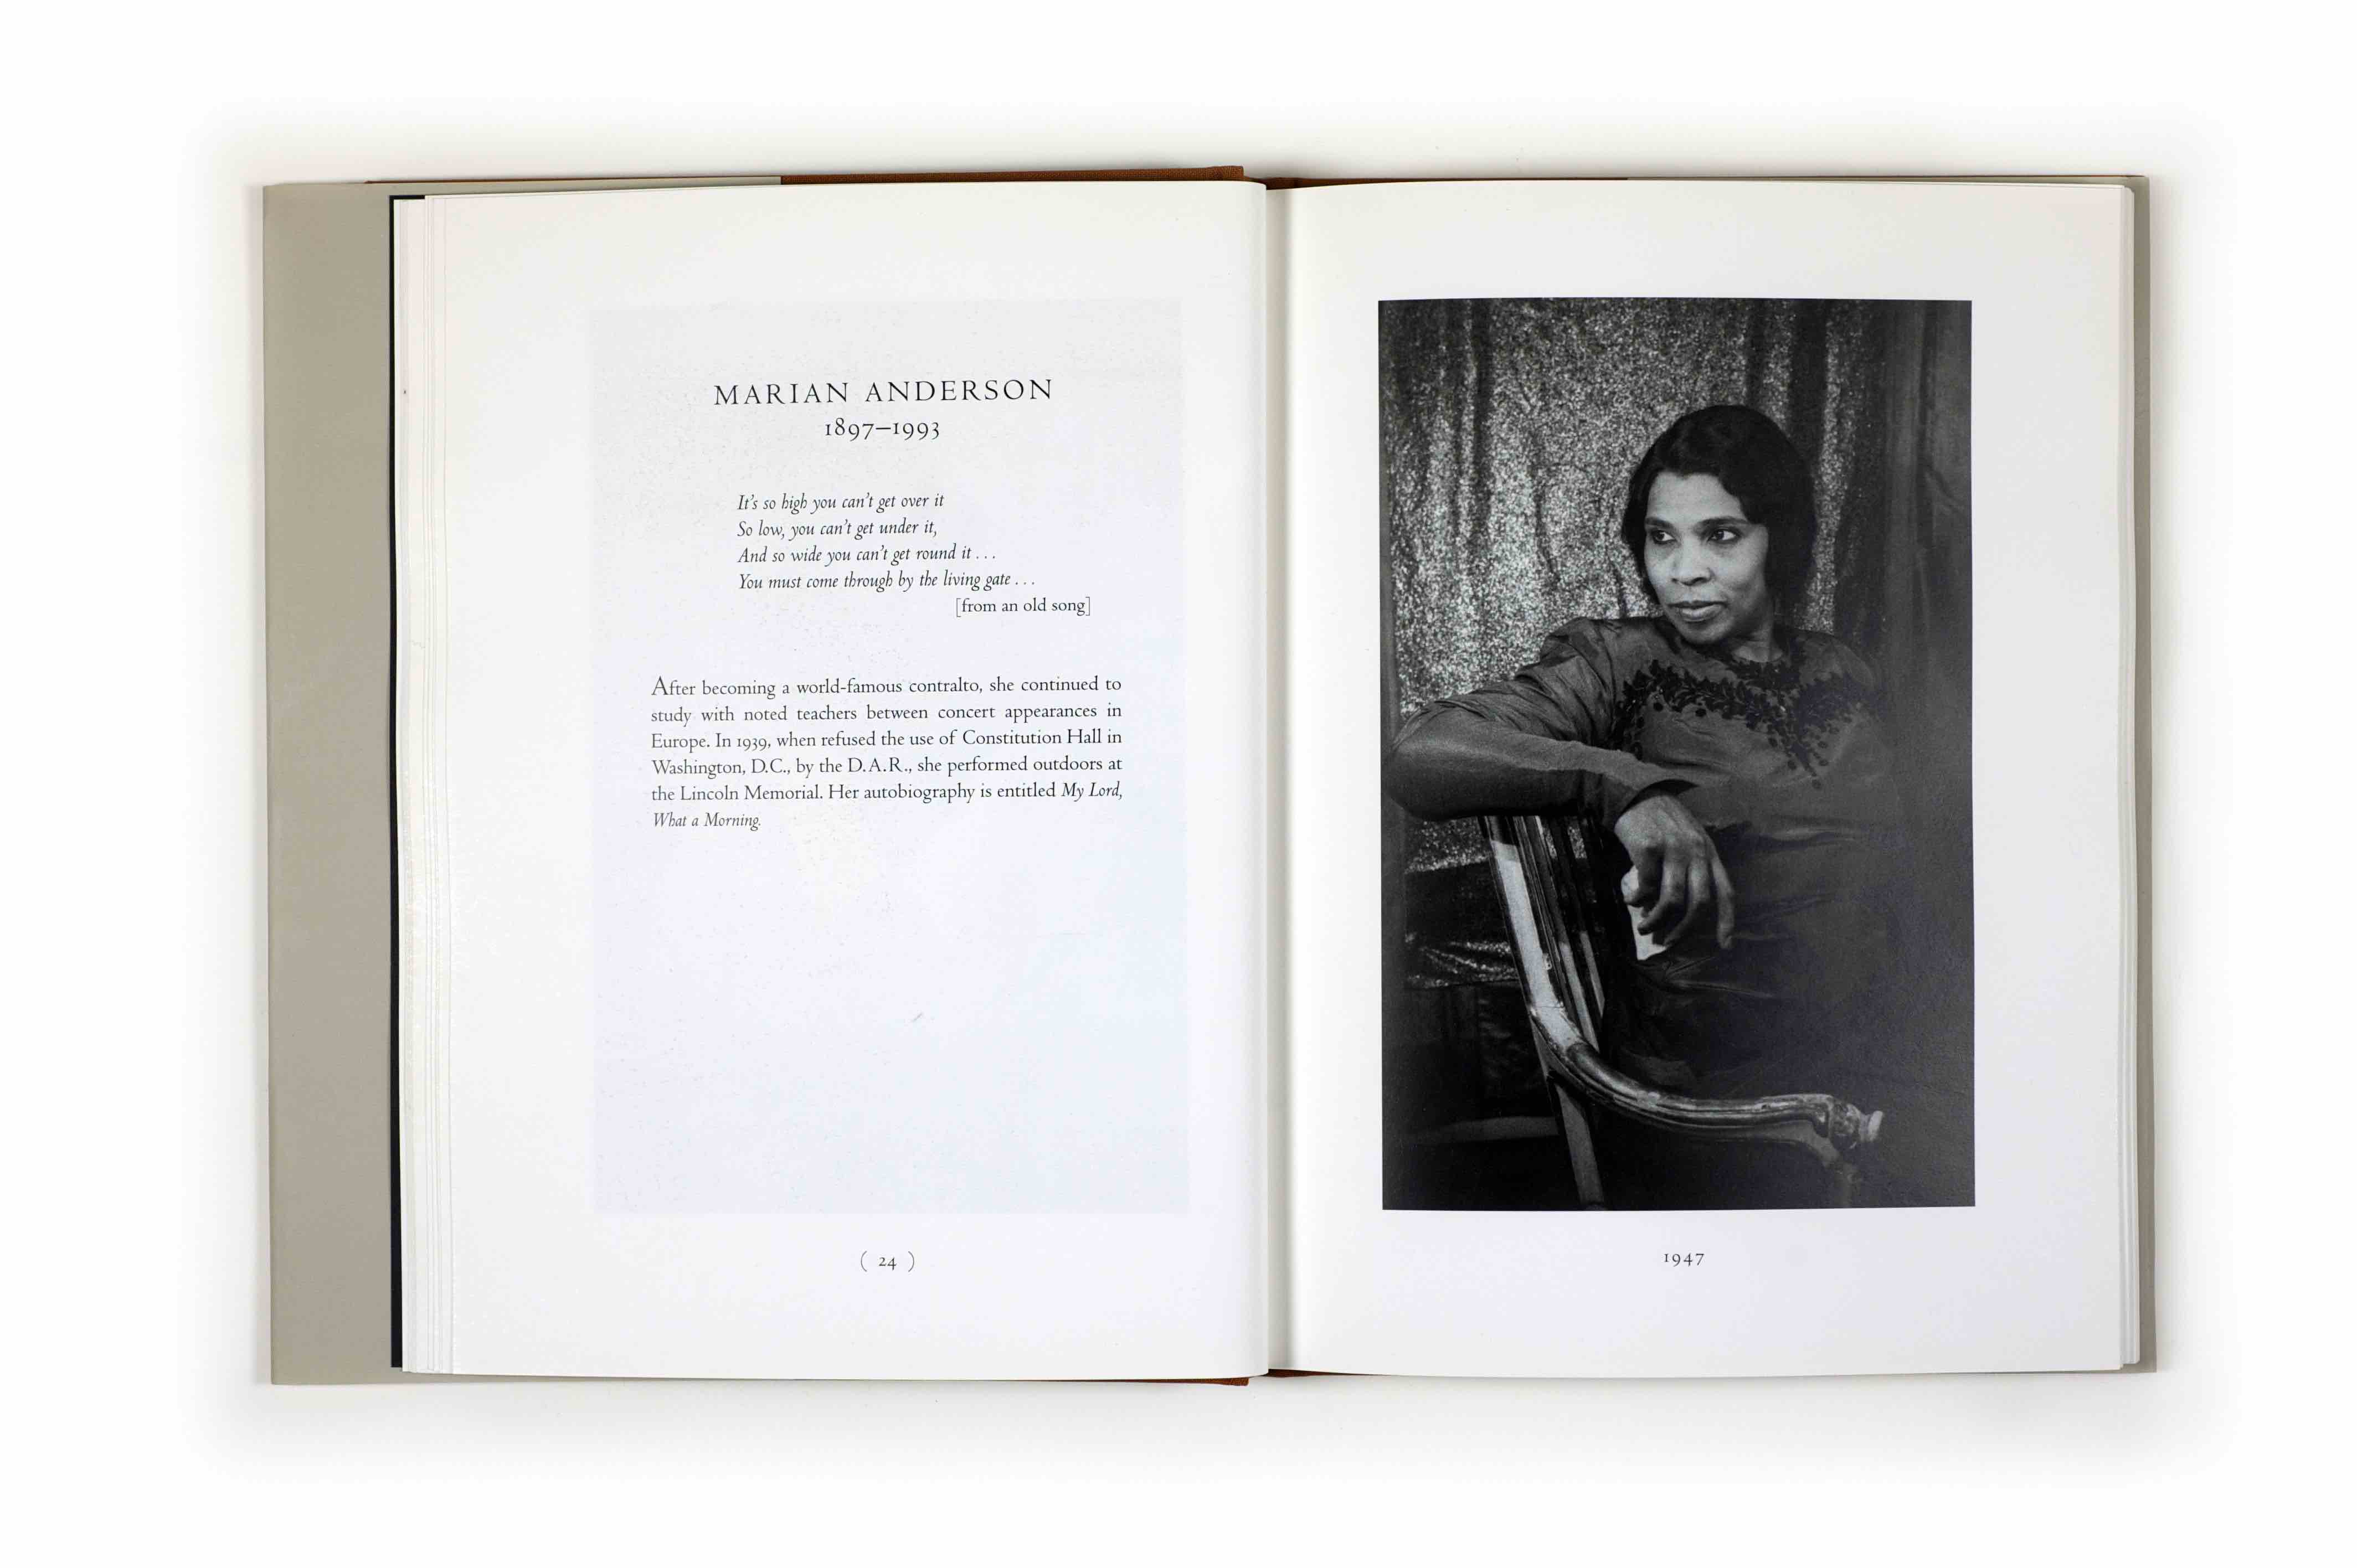 MARIAN ANDERSON
1897–1993
It's so high you can't get over it
So low, you can't get under it,
And so wide you can't get round it . . .
You must come through by the living gate . . .
[from an old song]
After becoming a world-famous contralto, she continued to
study with noted teachers between concert appearances in
Europe. In 1939, when refused the use of Constitution Hall in
Washington, D.C., by the D.A.R., she performed outdoors at
the Lincoln Memorial. Her autobiography is entitled My Lord,
What a Morning.
( 24 )
1947